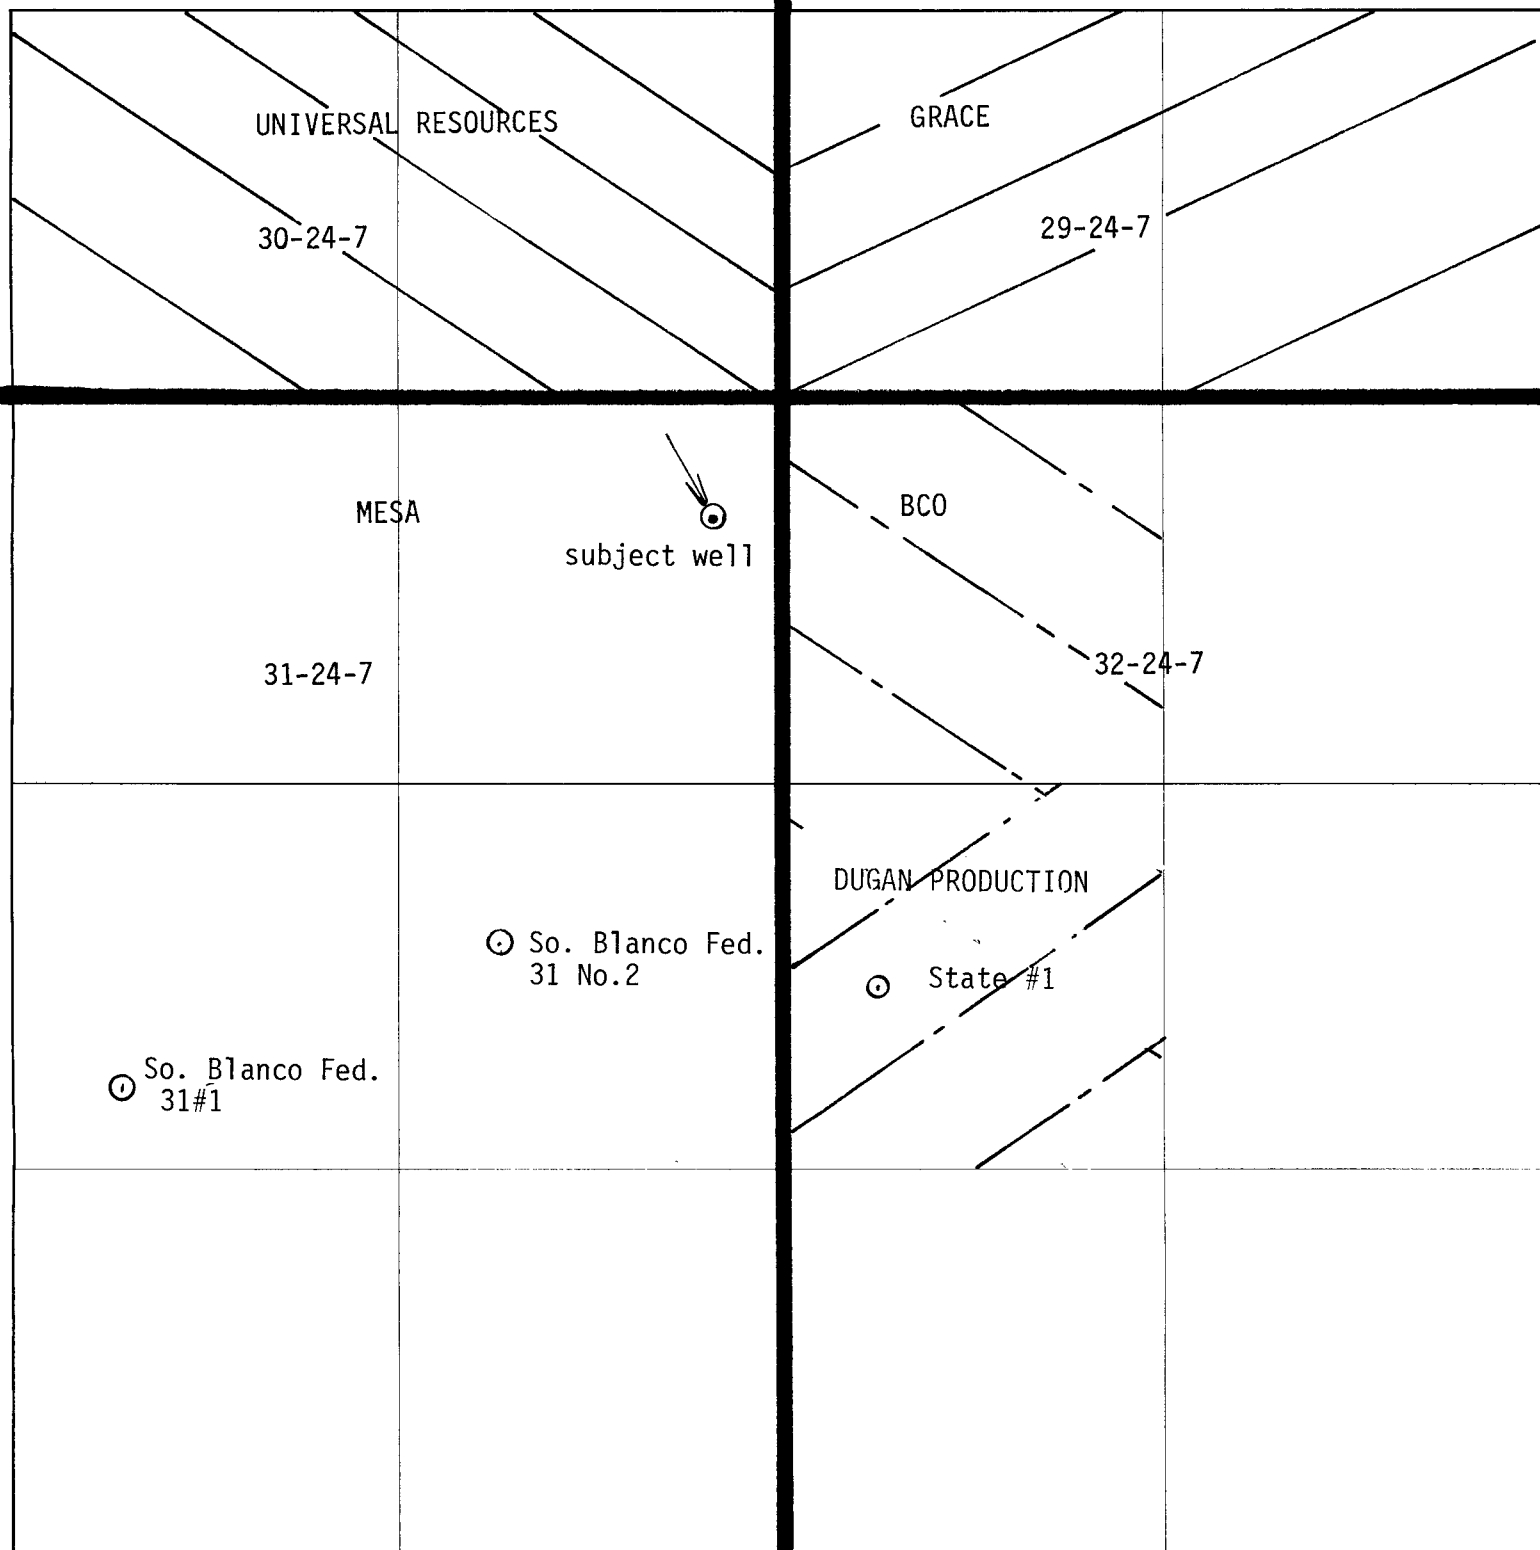 UNIVERSAL RESOURCES
GRACE
30-24-7
29-24-7
MESA
subject well
BCO
31-24-7
32-24-7
DUGAN PRODUCTION
So. Blanco Fed.
31 No.2
State #1
So. Blanco Fed.
31#1